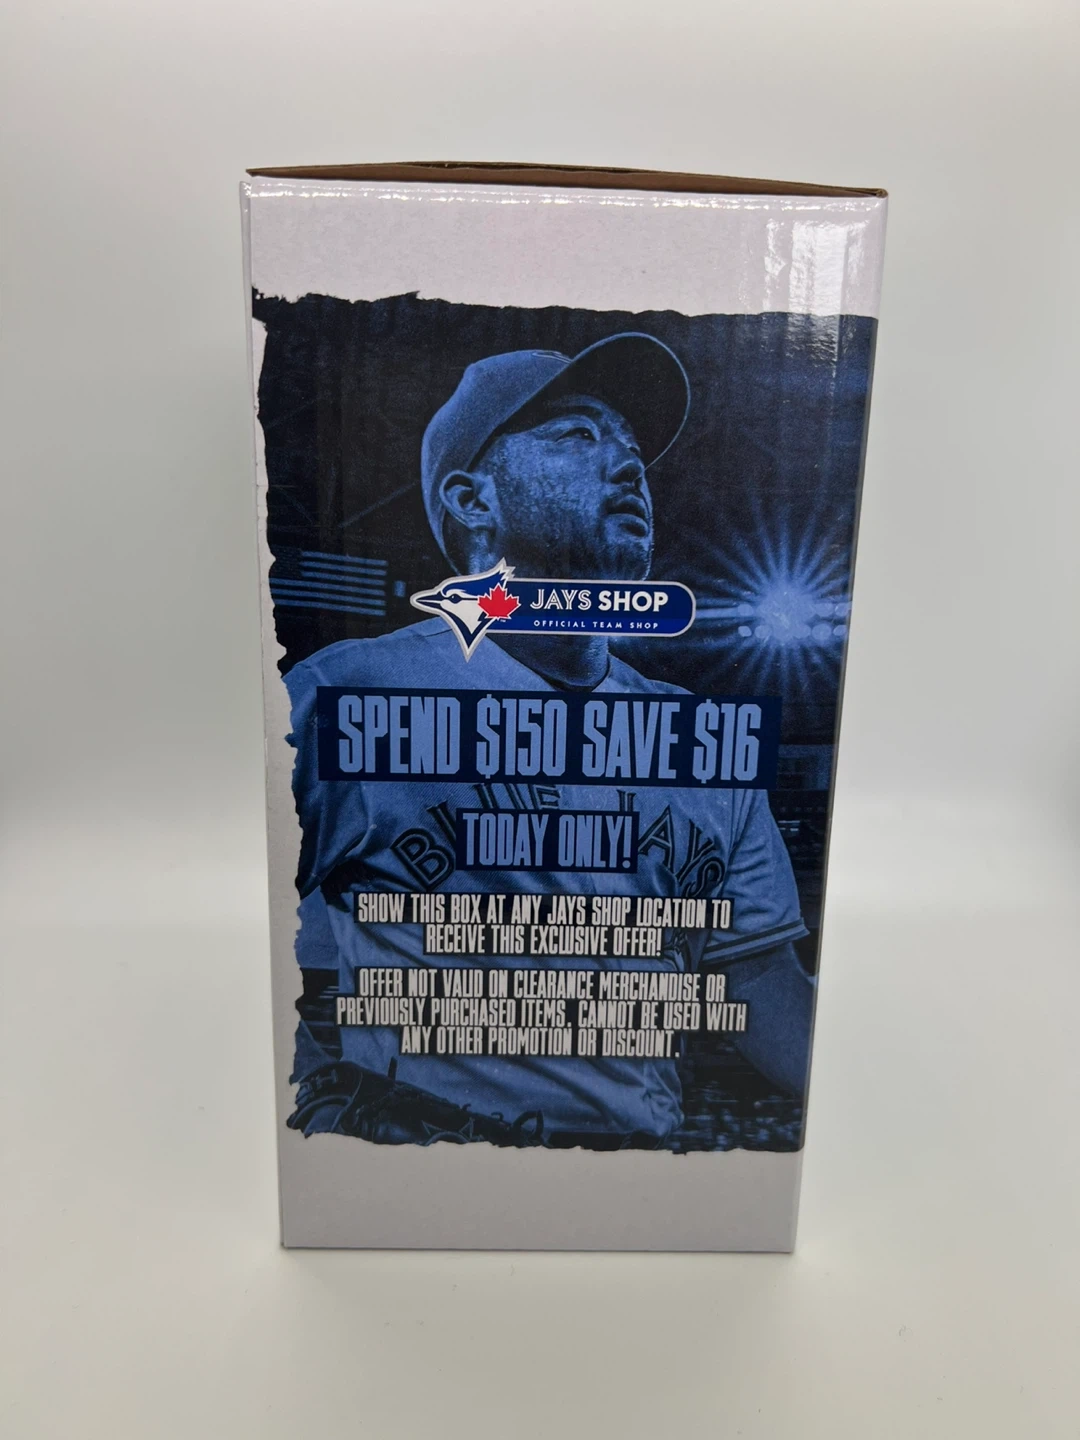 JAYS SHOP
OFFICIAL TEAM SHOP
SPEND $150 SAVE $16
BLUE JAYS
TODAY ONLY!
SHOW THIS BOX AT ANY JAYS SHOP LOCATION TO
RECEIVE THIS EXCLUSIVE OFFER!
OFFER NOT VALID ON CLEARANCE MERCHANDISE OR
PREVIOUSLY PURCHASED ITEMS. CANNOT BE USED WITH
ANY OTHER PROMOTION OR DISCOUNT.